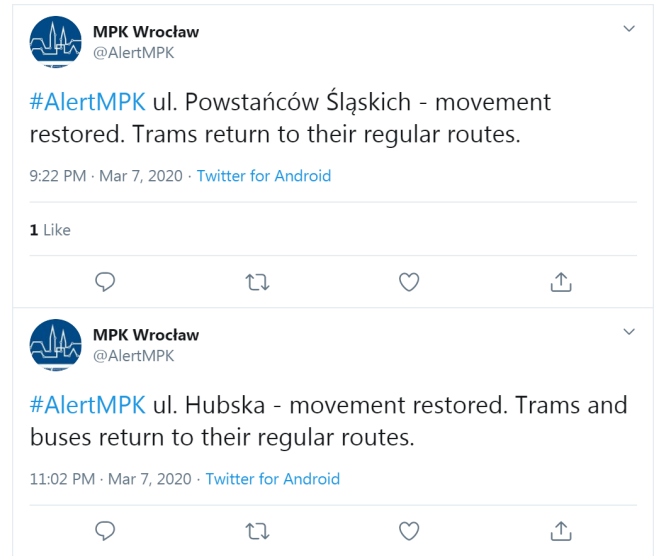 MPK Wrocław
@AlertMPK
#AlertMPK ul. Powstańców Śląskich - movement
restored. Trams return to their regular routes.
9:22 PM · Mar 7, 2020 · Twitter for Android
1 Like
MPK Wrocław
@AlertMPK
#AlertMPK ul. Hubska - movement restored. Trams and
buses return to their regular routes.
11:02 PM · Mar 7, 2020 · Twitter for Android